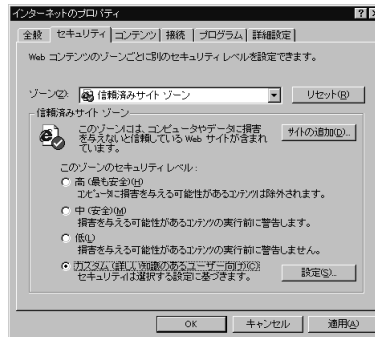 インターネットのプロパティ
全般 セキュリティ コンテンツ 接続 プログラム 詳細設定
Web コンテンツのゾーンごとに別のセキュリティ レベルを設定できます。
ゾーン(Z): 信頼済みサイト ゾーン リセット(R)
信頼済みサイト ゾーン
このゾーンには、コンピュータやデータに損害
を与えないと信頼している Web サイトが含まれ
ています。
サイトの追加(D)...
このゾーンのセキュリティ レベル:
高 (最も安全)(H)
コンピュータに損害を与える可能性があるコンテンツは除外されます。
中 (安全)(M)
損害を与える可能性があるコンテンツの実行前に警告します。
低(L)
損害を与える可能性があるコンテンツの実行前に警告しません。
カスタム (詳しい知識のあるユーザー向け)(C)
セキュリティは選択する設定に基づきます。
設定(S)...
OK キャンセル 適用(A)